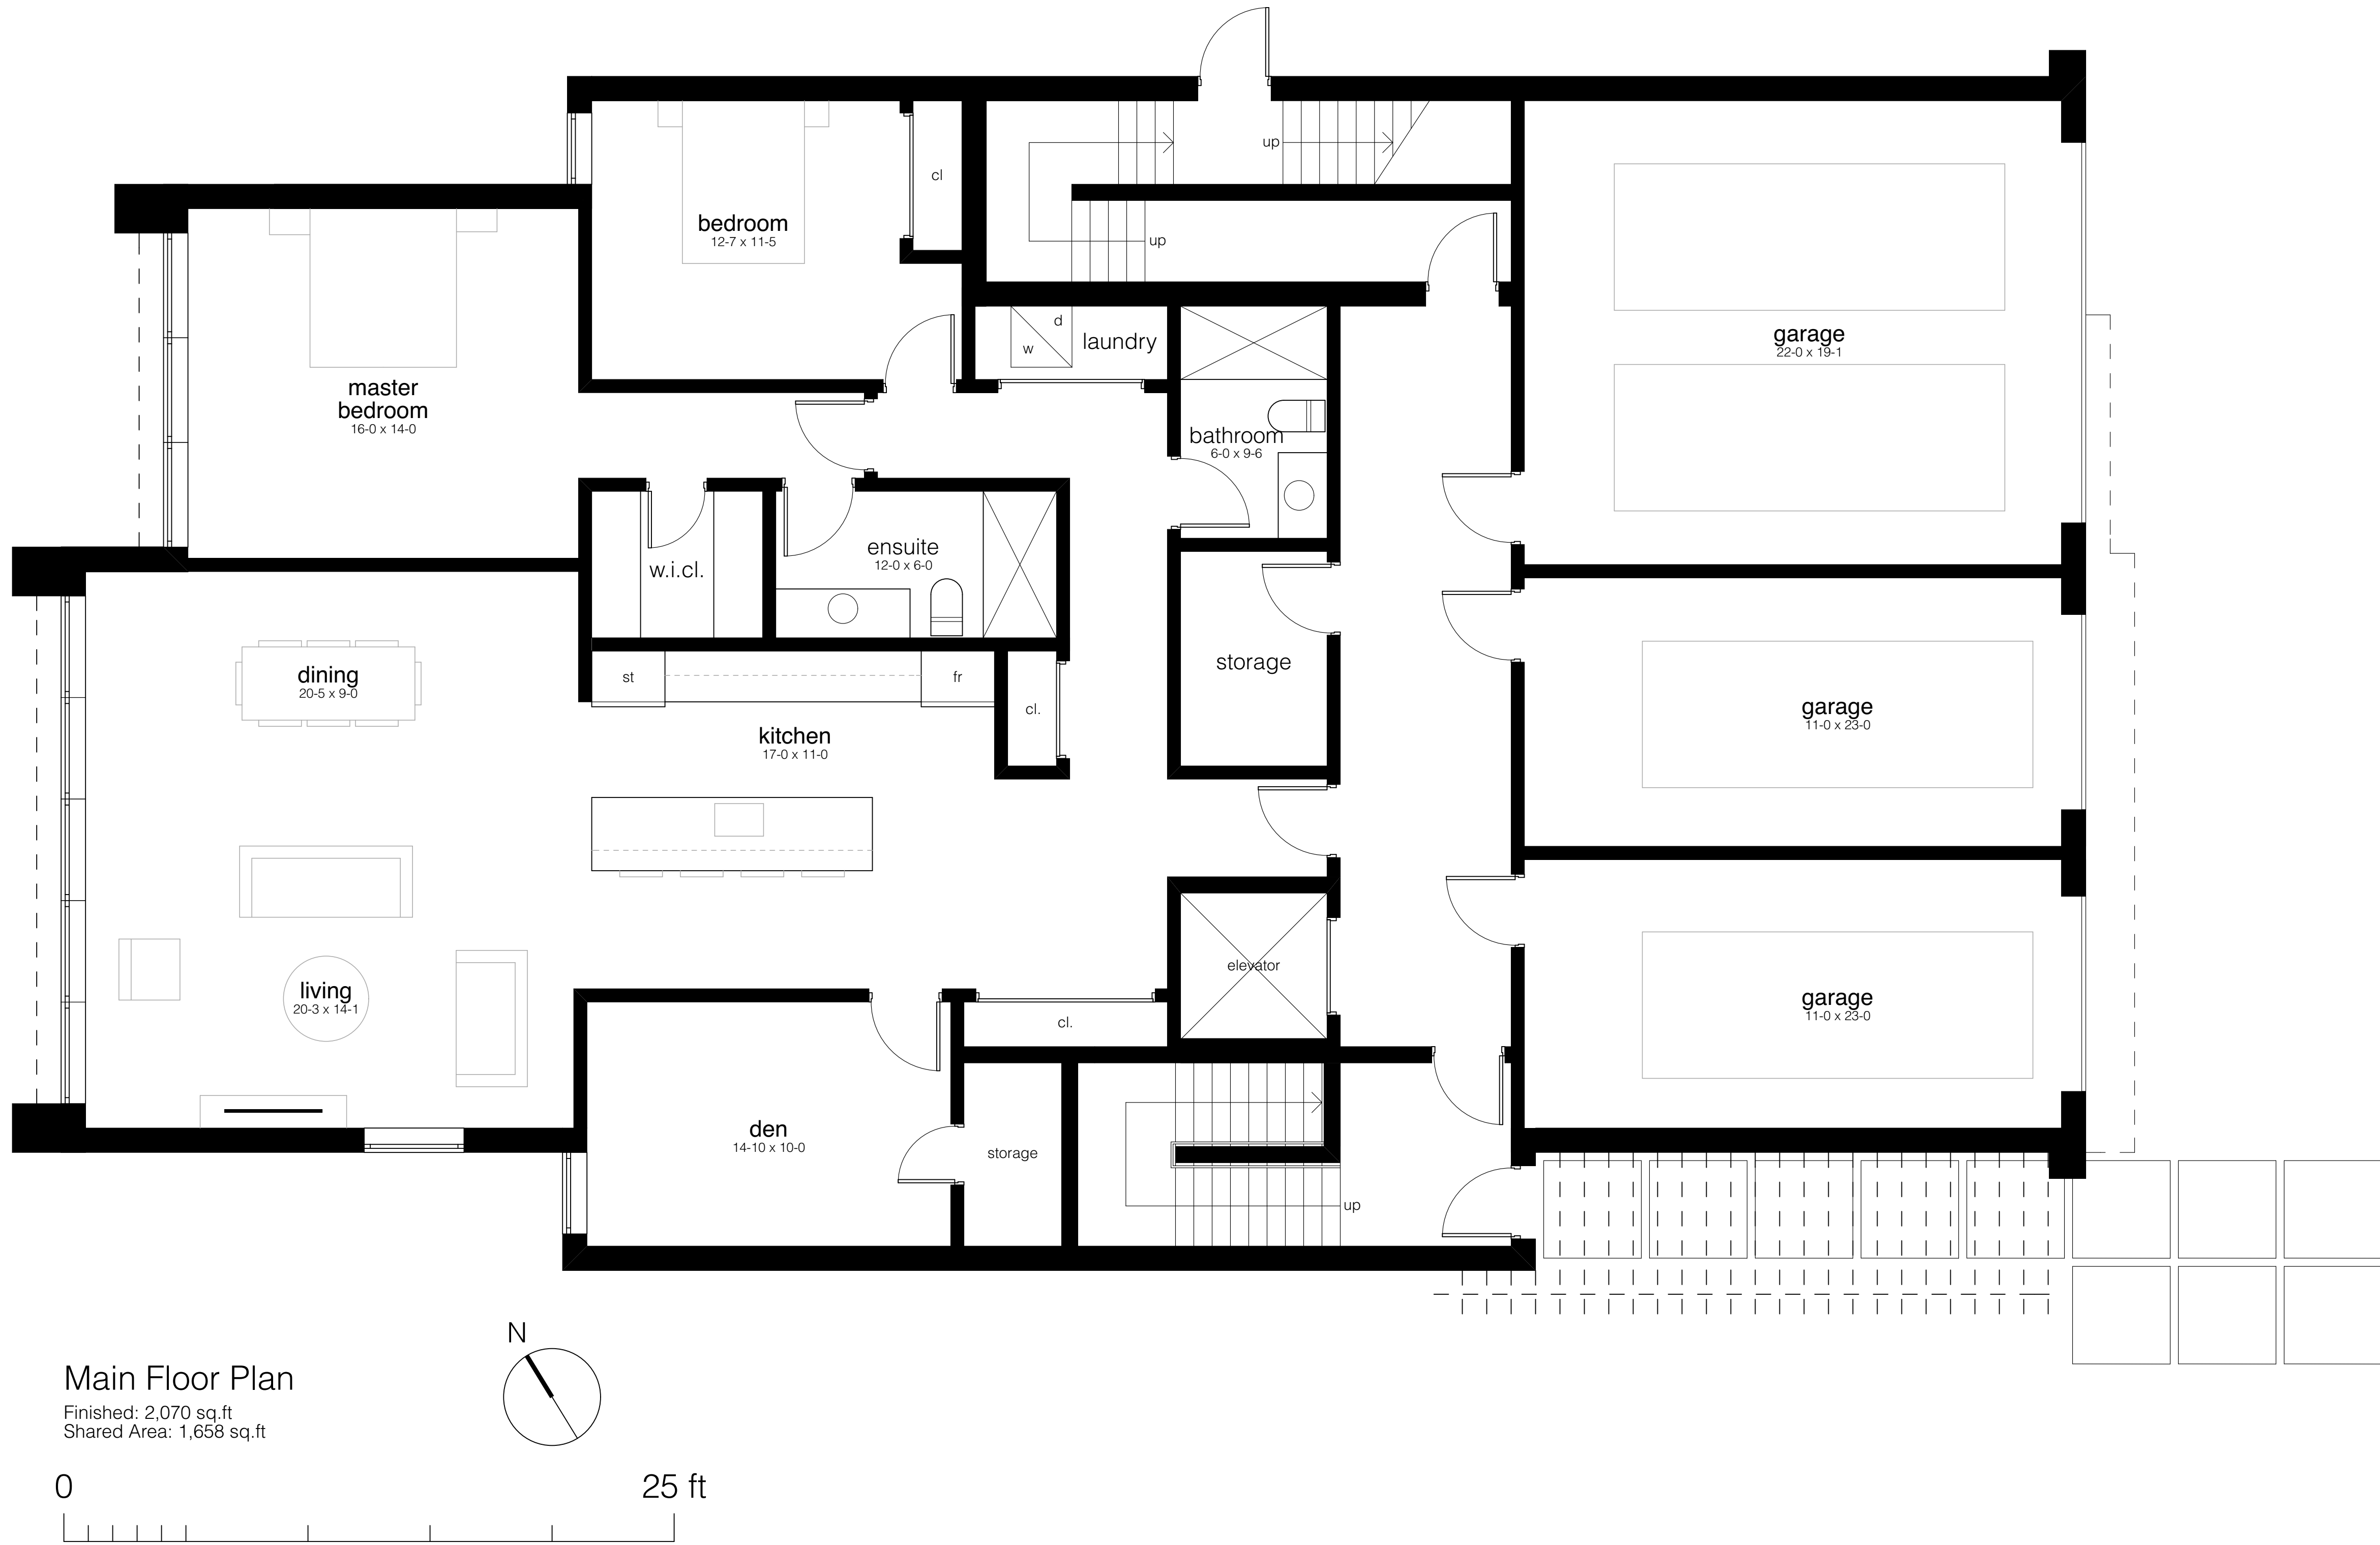 up
cl
bedroom
12-7 x 11-5
up
d
w
laundry
garage
22-0 x 19-1
master
bedroom
16-0 x 14-0
bathroom
6-0 x 9-6
ensuite
12-0 x 6-0
w.i.cl.
storage
dining
20-5 x 9-0
st
fr
cl.
kitchen
17-0 x 11-0
garage
11-0 x 23-0
elevator
living
20-3 x 14-1
cl.
garage
11-0 x 23-0
den
14-10 x 10-0
storage
up
N
Main Floor Plan
Finished: 2,070 sq.ft
Shared Area: 1,658 sq.ft
0
25 ft